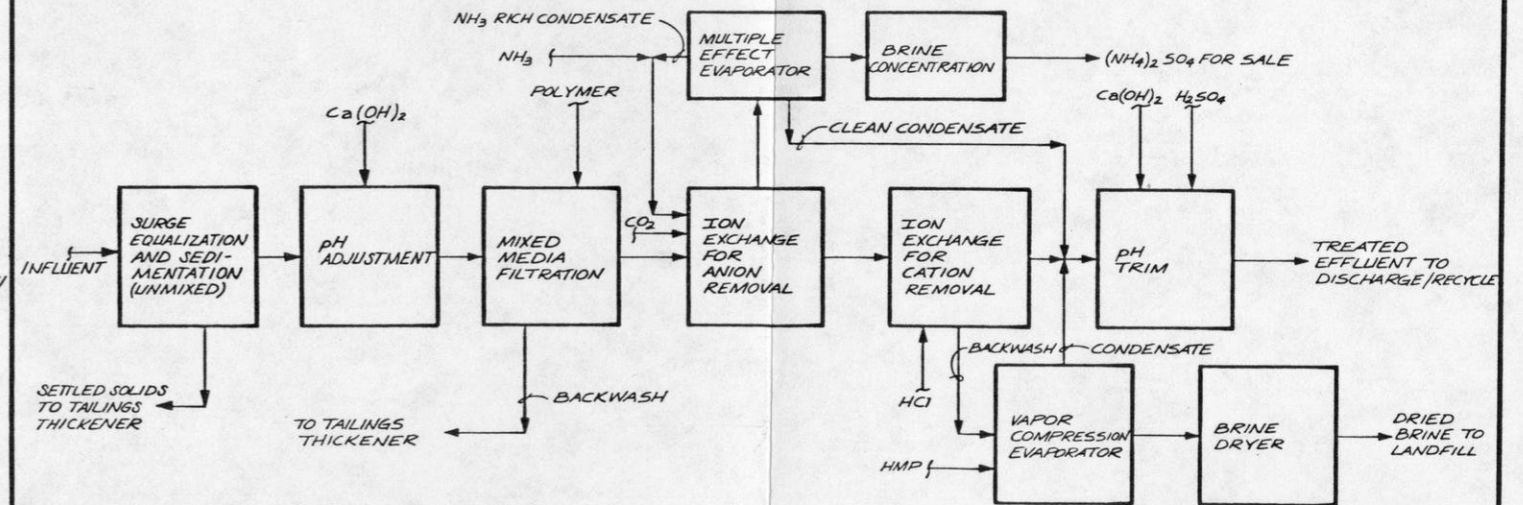 NH3 RICH CONDENSATE
NH3
MULTIPLE
EFFECT
EVAPORATOR
BRINE
CONCENTRATION
(NH4)2 SO4 FOR SALE
POLYMER
Ca(OH)2
Ca(OH)2
H2SO4
CLEAN CONDENSATE
INFLUENT
SURGE
EQUALIZATION
AND SEDI-
MENTATION
(UNMIXED)
pH
ADJUSTMENT
MIXED
MEDIA
FILTRATION
CO2
ION
EXCHANGE
FOR
ANION
REMOVAL
ION
EXCHANGE
FOR
CATION
REMOVAL
pH
TRIM
TREATED
EFFLUENT TO
DISCHARGE/RECYCLE
SETTLED SOLIDS
TO TAILINGS
THICKENER
TO TAILINGS
THICKENER
BACKWASH
HCl
BACKWASH
CONDENSATE
HMP
VAPOR
COMPRESSION
EVAPORATOR
BRINE
DRYER
DRIED
BRINE TO
LANDFILL